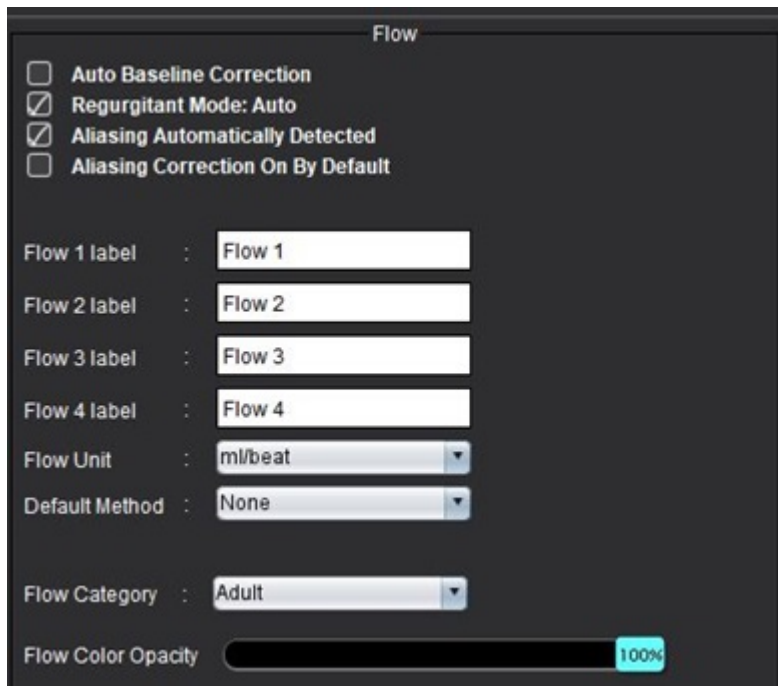 Flow
Auto Baseline Correction
Regurgitant Mode: Auto
Aliasing Automatically Detected
Aliasing Correction On By Default
Flow 1 label : Flow 1
Flow 2 label : Flow 2
Flow 3 label : Flow 3
Flow 4 label : Flow 4
Flow Unit : ml/beat
Default Method : None
Flow Category : Adult
Flow Color Opacity 100%